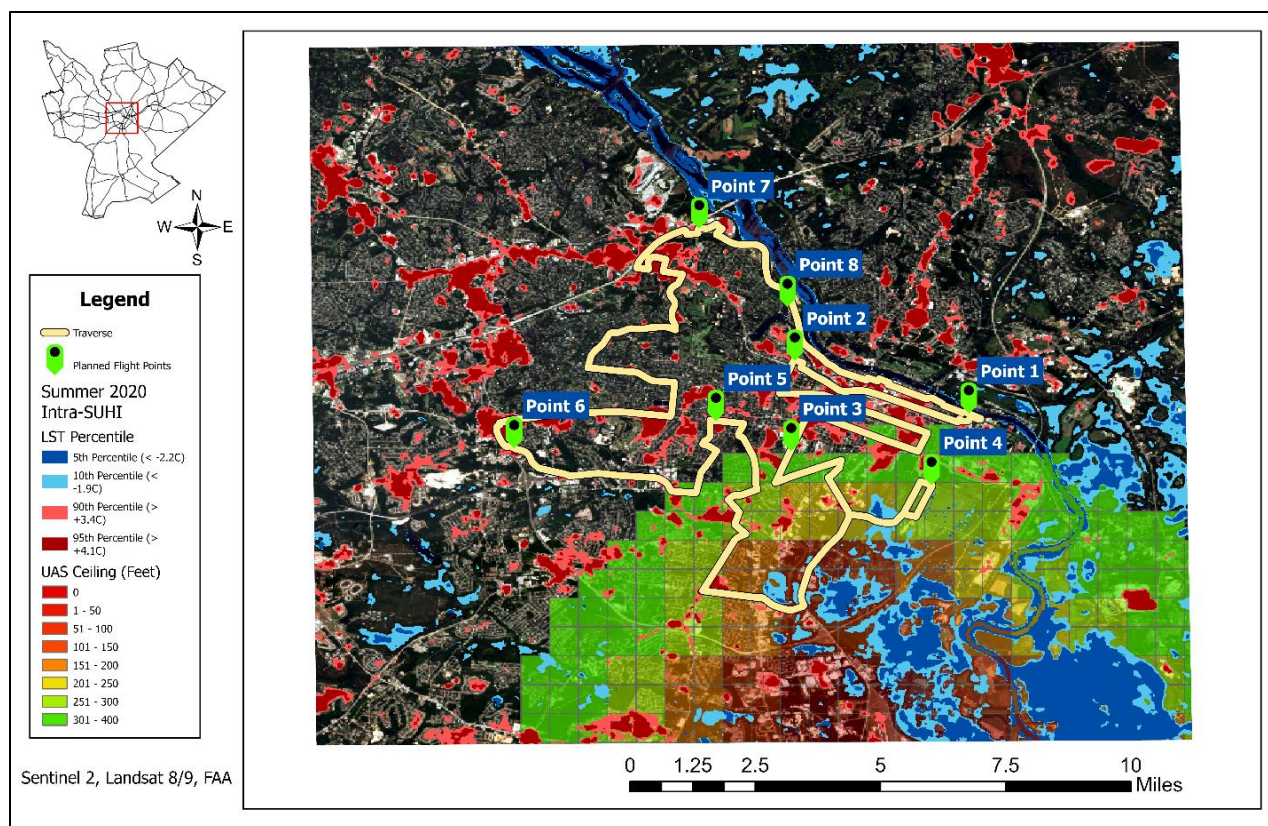 N
W
E
S
Legend
Traverse
Planned Flight Points
Summer 2020
Intra-SUHI
LST Percentile
5th Percentile (< -2.2C)
10th Percentile (<
-1.9C)
90th Percentile (>
+3.4C)
95th Percentile (>
+4.1C)
UAS Ceiling (Feet)
0
1 - 50
51 - 100
101 - 150
151 - 200
201 - 250
251 - 300
301 - 400
Sentinel 2, Landsat 8/9, FAA
Point 7
Point 8
Point 2
Point 1
Point 5
Point 6
Point 3
Point 4
0 1.25 2.5 5 7.5 10
Miles